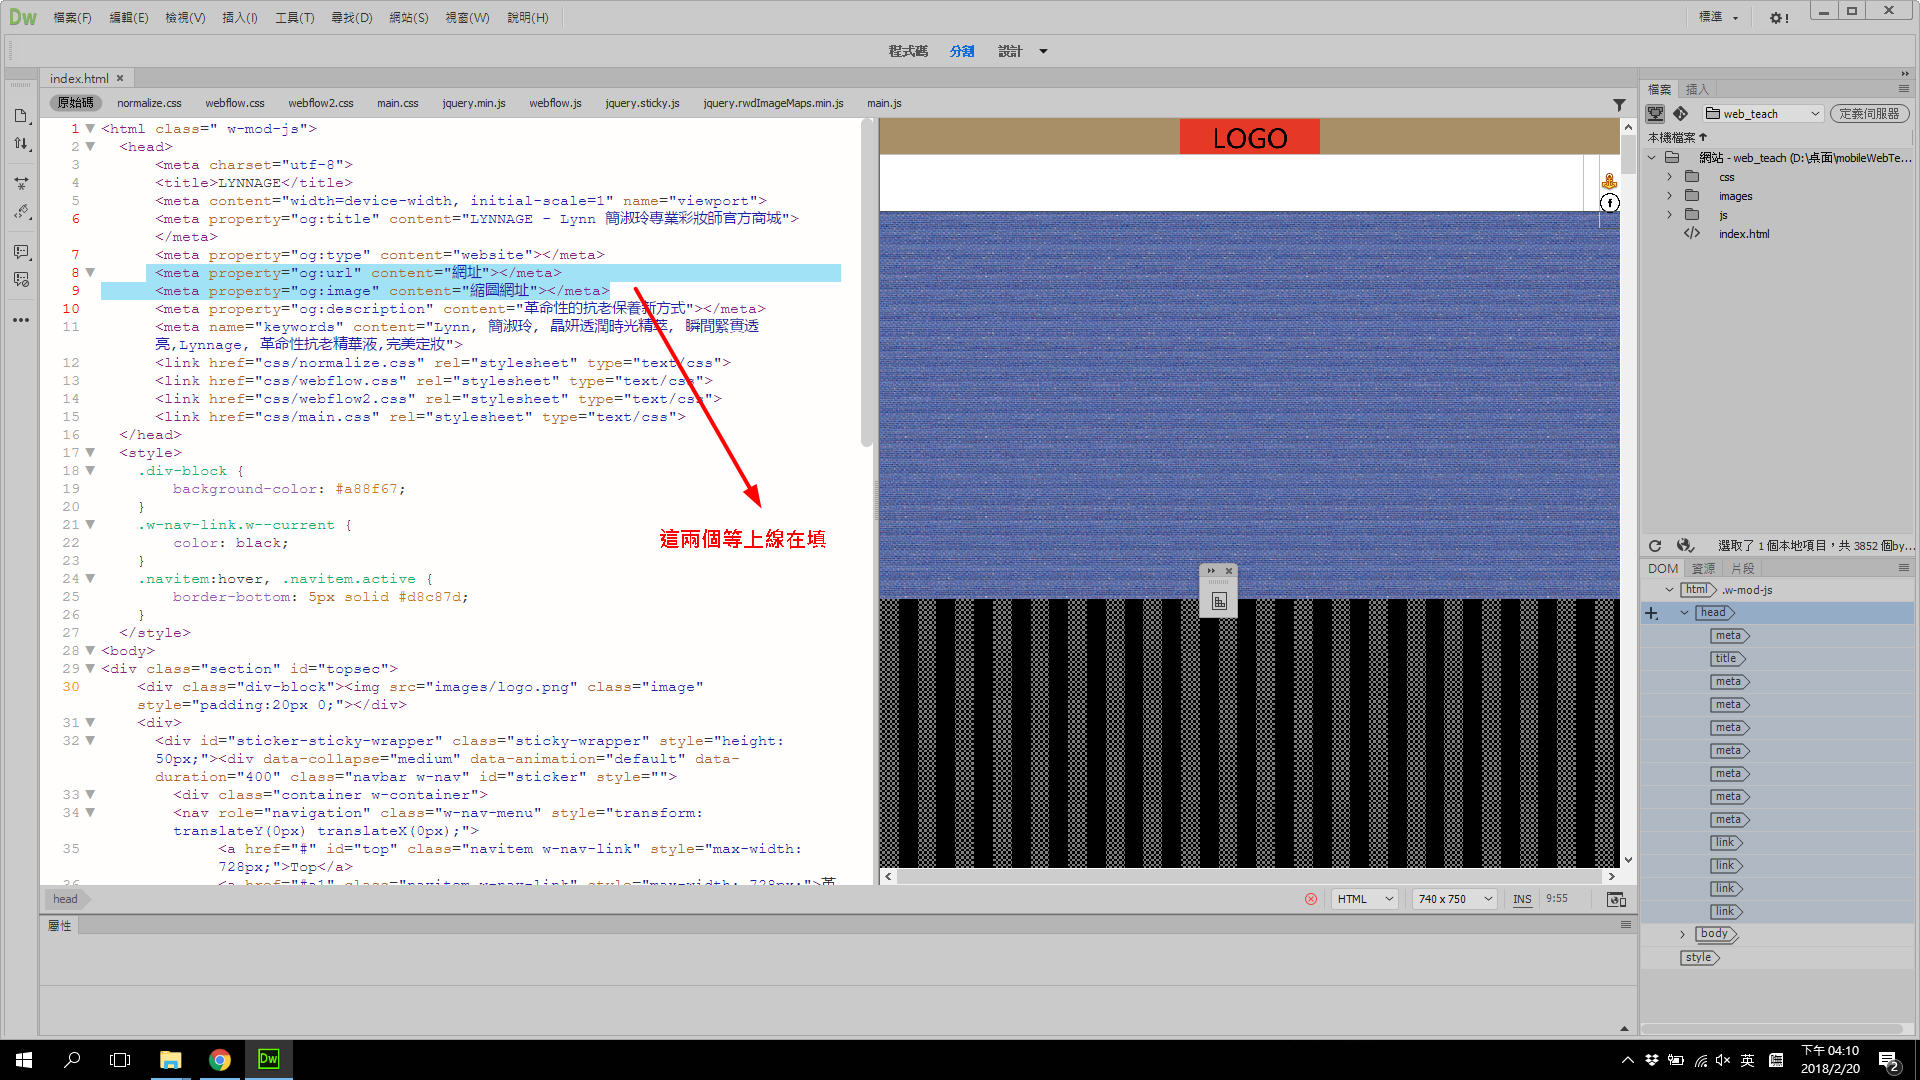 Dw 檔案(F) 編輯(E) 檢視(V) 插入(I) 工具(T) 尋找(D) 網站(S) 視窗(W) 說明(H) 標準
程式碼 分割 設計
index.html
原始碼 normalize.css webflow.css webflow2.css main.css jquery.min.js webflow.js jquery.sticky.js jquery.rwdImageMaps.min.js main.js
1 <html class=" w-mod-js">
2 <head>
3 <meta charset="utf-8">
4 <title>LYNNAGE</title>
5 <meta content="width=device-width, initial-scale=1" name="viewport">
6 <meta property="og:title" content="LYNNAGE - Lynn 簡淑玲專業彩妝師官方商城">
</meta>
7 <meta property="og:type" content="website"></meta>
8 <meta property="og:url" content="網址"></meta>
9 <meta property="og:image" content="縮圖網址"></meta>
10 <meta property="og:description" content="革命性的抗老保養新方式"></meta>
11 <meta name="keywords" content="Lynn, 簡淑玲, 晶妍透潤時光精萃, 瞬間緊實透
亮,Lynnage, 革命性抗老精華液,完美定妝">
12 <link href="css/normalize.css" rel="stylesheet" type="text/css">
13 <link href="css/webflow.css" rel="stylesheet" type="text/css">
14 <link href="css/webflow2.css" rel="stylesheet" type="text/css">
15 <link href="css/main.css" rel="stylesheet" type="text/css">
16 </head>
17 <style>
18 .div-block {
19 background-color: #a88f67;
20 }
21 .w-nav-link.w--current {
22 color: black;
23 }
24 .navitem:hover, .navitem.active {
25 border-bottom: 5px solid #d8c87d;
26 }
27 </style>
28 <body>
29 <div class="section" id="topsec">
30 <div class="div-block"><img src="images/logo.png" class="image"
style="padding:20px 0;"></div>
31 <div>
32 <div id="sticker-sticky-wrapper" class="sticky-wrapper" style="height:
50px;"><div data-collapse="medium" data-animation="default" data-
duration="400" class="navbar w-nav" id="sticker" style="">
33 <div class="container w-container">
34 <nav role="navigation" class="w-nav-menu" style="transform:
translateY(0px) translateX(0px);">
35 <a href="#" id="top" class="navitem w-nav-link" style="max-width:
728px;">Top</a>
36 <a href="#a1" class="navitem w-nav-link" style="max-width: 728px;">革
這兩個等上線在填
LOGO
head
HTML 740 x 750 INS 9:55
屬性
檔案 插入
web_teach 定義伺服器
本機檔案
網站 - web_teach (D:\桌面\mobileWebTe...
css
images
js
index.html
選取了 1 個本地項目，共 3852 個by...
DOM 資源 片段
html .w-mod-js
head
meta
title
meta
meta
meta
meta
meta
meta
meta
link
link
link
link
body
style
Dw
英
下午 04:10
2018/2/20
2